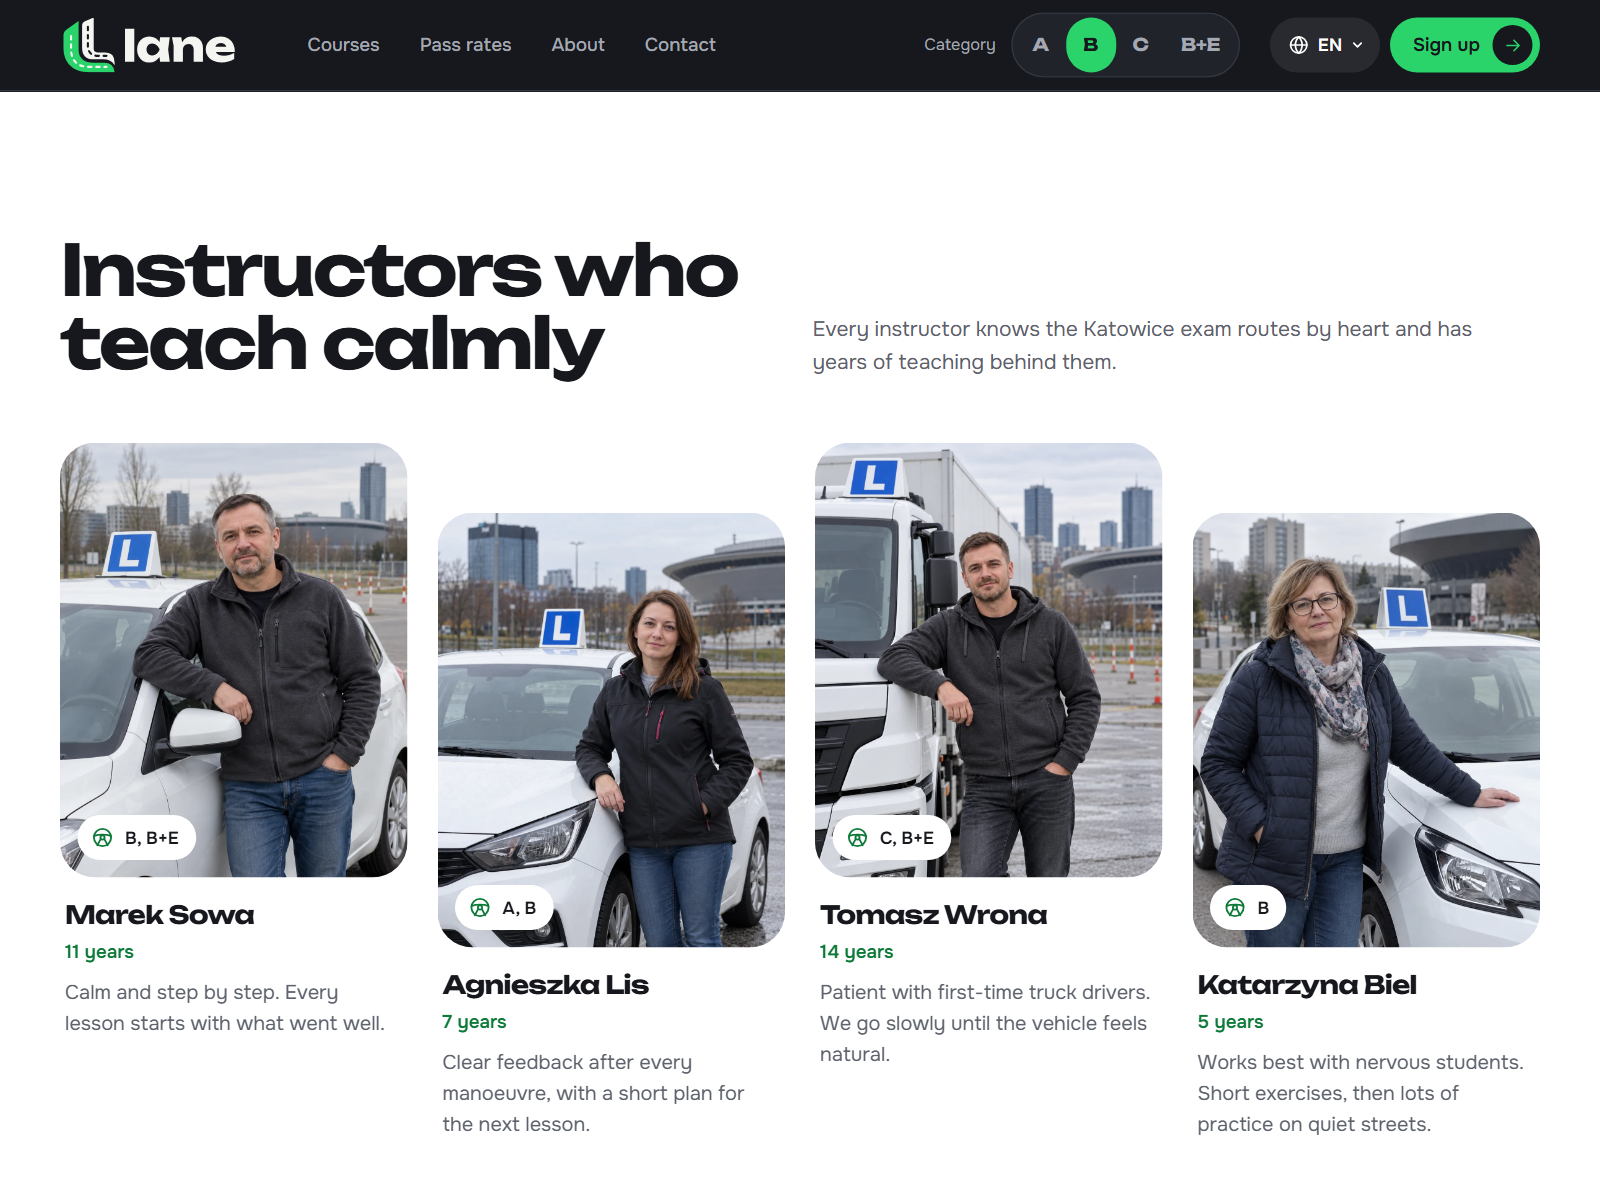 lane
Courses
Pass rates
About
Contact
Category
A
B
C
B+E
EN
Sign up
Instructors who
teach calmly
Every instructor knows the Katowice exam routes by heart and has
years of teaching behind them.
L
B, B+E
Marek Sowa
11 years
Calm and step by step. Every
lesson starts with what went well.
L
A, B
Agnieszka Lis
7 years
Clear feedback after every
manoeuvre, with a short plan for
the next lesson.
L
C, B+E
Tomasz Wrona
14 years
Patient with first-time truck drivers.
We go slowly until the vehicle feels
natural.
L
B
Katarzyna Biel
5 years
Works best with nervous students.
Short exercises, then lots of
practice on quiet streets.